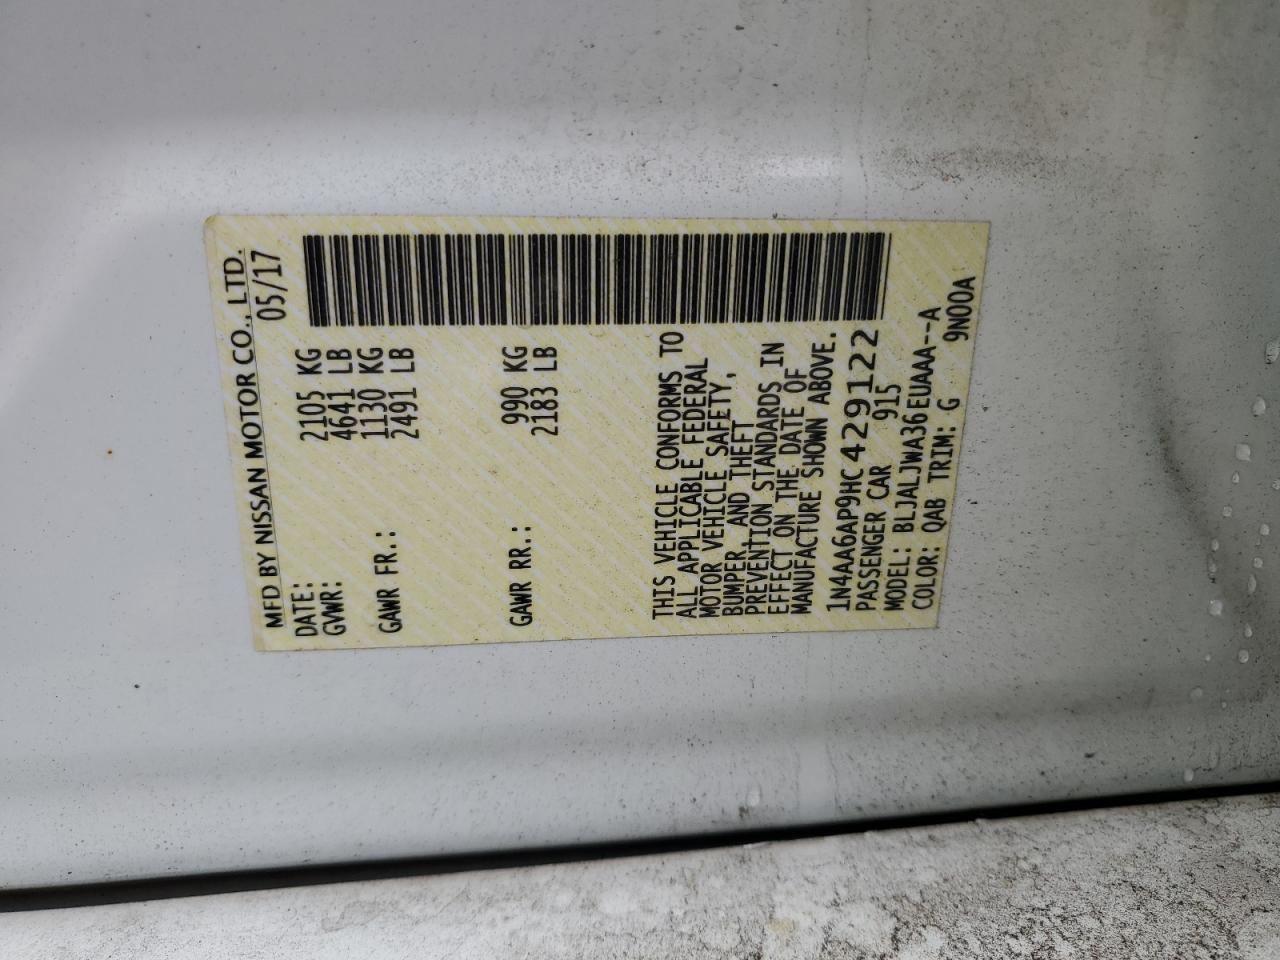 MFD BY NISSAN MOTOR CO., LTD.
DATE: 05/17
GVWR: 2105 KG
4641 LB
GAWR FR.: 1130 KG
2491 LB
GAWR RR.: 990 KG
2183 LB
THIS VEHICLE CONFORMS TO
ALL APPLICABLE FEDERAL
MOTOR VEHICLE SAFETY,
BUMPER, AND THEFT
PREVENTION STANDARDS IN
EFFECT ON THE DATE OF
MANUFACTURE SHOWN ABOVE.
1N4AA6AP9HC429122
PASSENGER CAR 915
MODEL: BLJALJWA36EUAAA--A
COLOR: QAB TRIM: G 9N00A